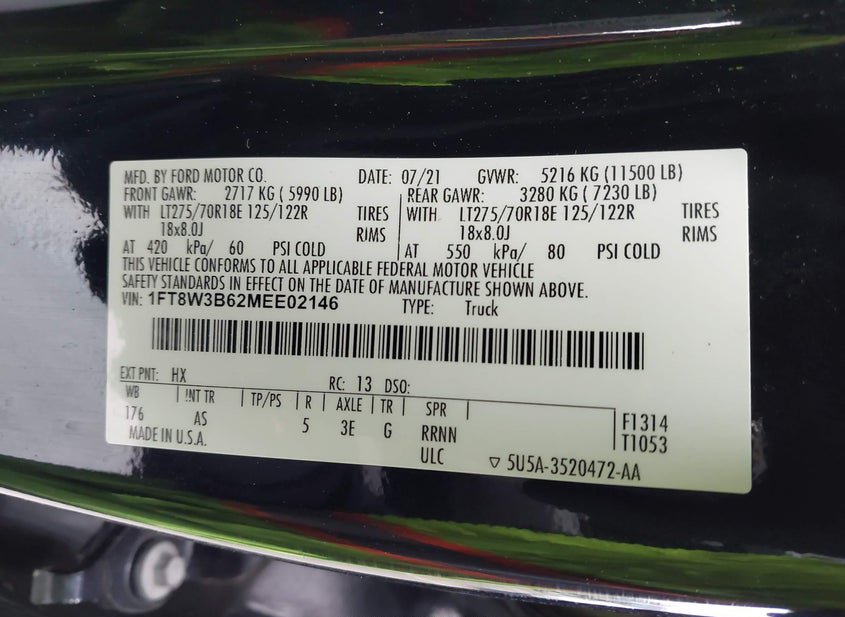 MFD. BY FORD MOTOR CO. DATE: 07/21 GVWR: 5216 KG (11500 LB)
FRONT GAWR: 2717 KG ( 5990 LB) REAR GAWR: 3280 KG ( 7230 LB)
WITH LT275/70R18E 125/122R TIRES WITH LT275/70R18E 125/122R TIRES
18x8.0J RIMS 18x8.0J RIMS
AT 420 kPa/ 60 PSI COLD AT 550 kPa/ 80 PSI COLD
THIS VEHICLE CONFORMS TO ALL APPLICABLE FEDERAL MOTOR VEHICLE
SAFETY STANDARDS IN EFFECT ON THE DATE OF MANUFACTURE SHOWN ABOVE.
VIN: 1FT8W3B62MEE02146 TYPE: Truck
EXT PNT: HX RC: 13 DSO:
WB INT TR TP/PS R AXLE TR SPR
176 AS 5 3E G RRNN F1314
MADE IN U.S.A. ULC T1053
5U5A-3520472-AA